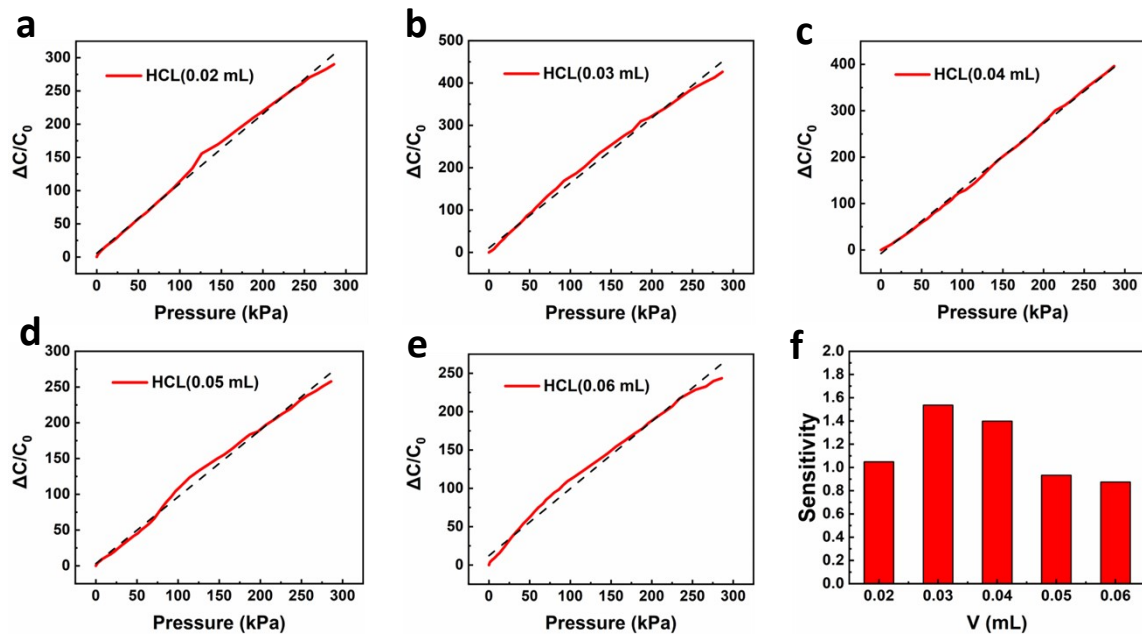 a
HCL(0.02 mL)
ΔC/C0
300
250
200
150
100
50
0
0 50 100 150 200 250 300
Pressure (kPa)
b
HCL(0.03 mL)
ΔC/C0
500
400
300
200
100
0
0 50 100 150 200 250 300
Pressure (kPa)
c
HCL(0.04 mL)
ΔC/C0
400
300
200
100
0
0 50 100 150 200 250 300
Pressure (kPa)
d
HCL(0.05 mL)
ΔC/C0
300
250
200
150
100
50
0
0 50 100 150 200 250 300
Pressure (kPa)
e
HCL(0.06 mL)
ΔC/C0
250
200
150
100
50
0
0 50 100 150 200 250 300
Pressure (kPa)
f
Sensitivity
2.0
1.8
1.6
1.4
1.2
1.0
0.8
0.6
0.4
0.2
0.0
0.02 0.03 0.04 0.05 0.06
V (mL)